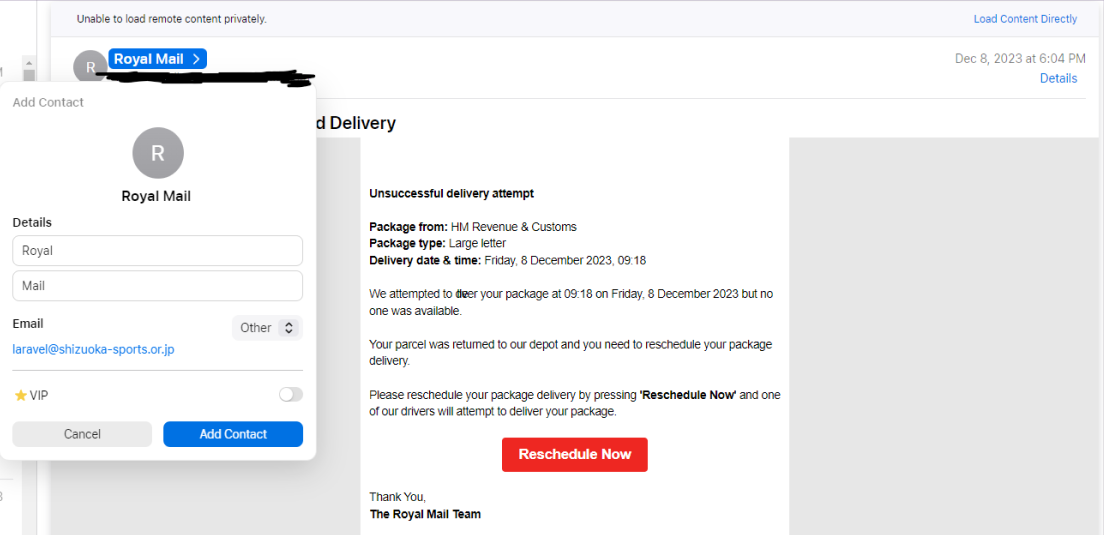 Unable to load remote content privately.
Load Content Directly
R
Royal Mail >
Dec 8, 2023 at 6:04 PM
Details
M
Add Contact
R
Royal Mail
Details
Royal
Mail
Email
Other
laravel@shizuoka-sports.or.jp
VIP
Cancel
Add Contact
d Delivery
Unsuccessful delivery attempt
Package from: HM Revenue & Customs
Package type: Large letter
Delivery date & time: Friday, 8 December 2023, 09:18
We attempted to your package at 09:18 on Friday, 8 December 2023 but no
one was available.
Your parcel was returned to our depot and you need to reschedule your package
delivery.
Please reschedule your package delivery by pressing 'Reschedule Now' and one
of our drivers will attempt to deliver your package.
Reschedule Now
Thank You,
The Royal Mail Team